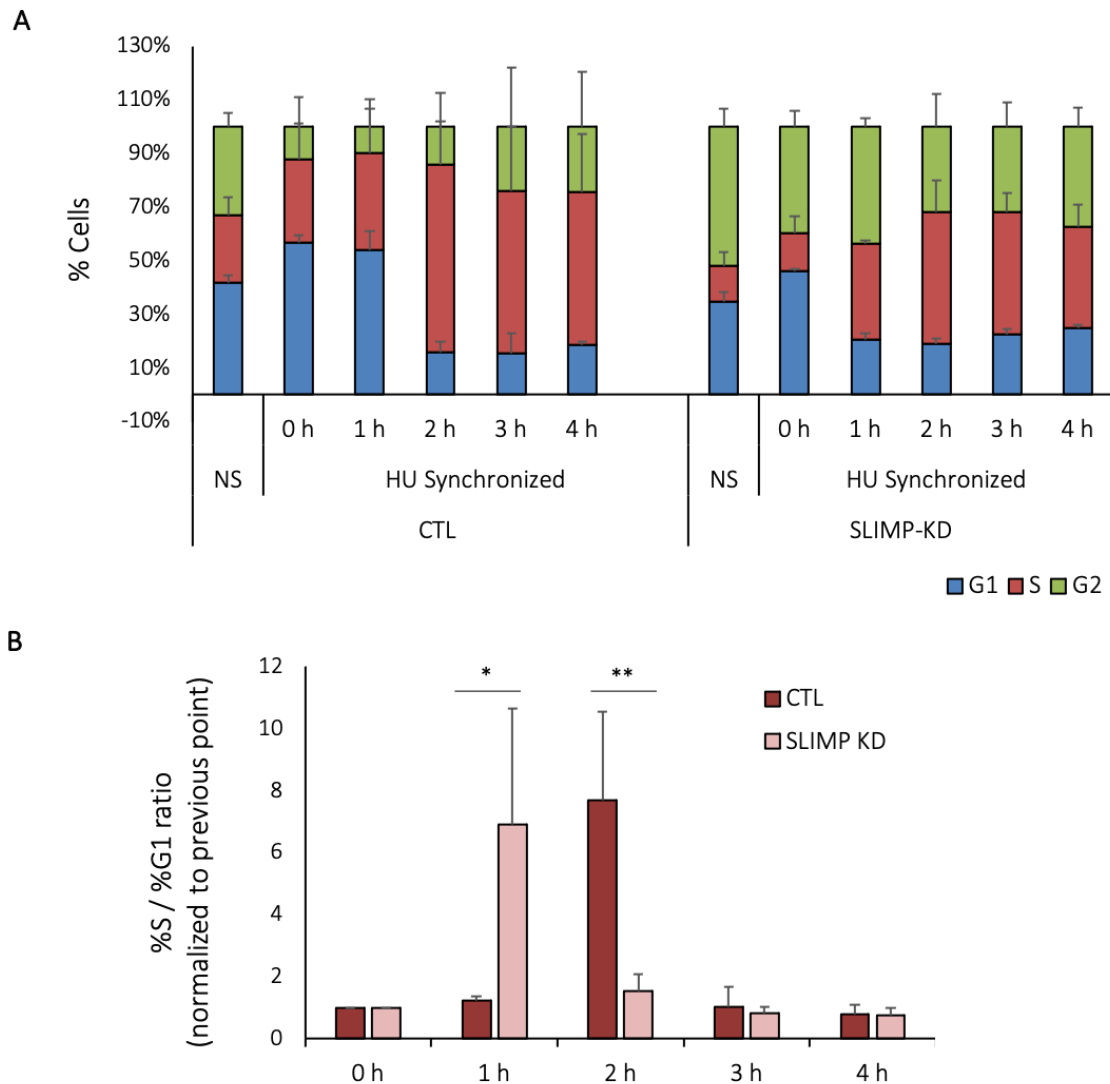 A
130%
110%
90%
70%
50%
30%
10%
-10%
% Cells
0 h 1 h 2 h 3 h 4 h 0 h 1 h 2 h 3 h 4 h
NS HU Synchronized NS HU Synchronized
CTL SLIMP-KD
G1 S G2
B
12
10
8
6
4
2
0
%S / %G1 ratio
(normalized to previous point)
* **
CTL
SLIMP KD
0 h 1 h 2 h 3 h 4 h